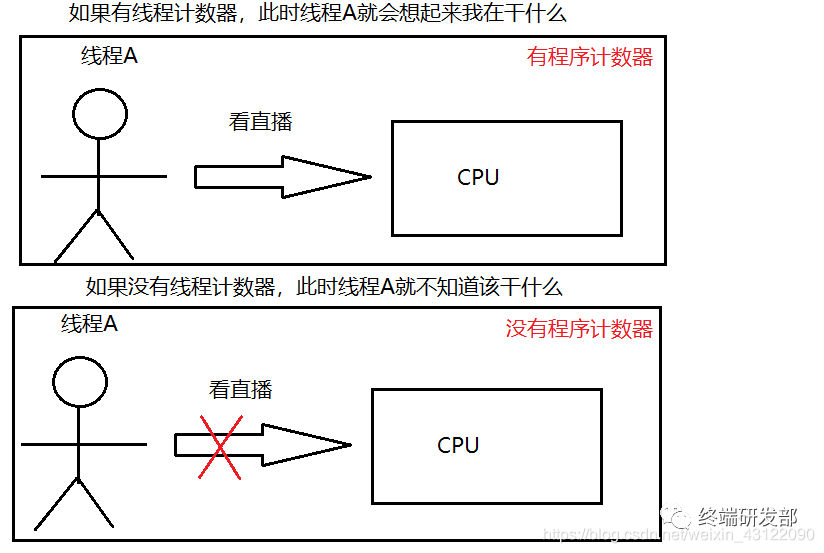 如果有线程计数器，此时线程A就会想起来我在干什么
线程A
有程序计数器
看直播
CPU
如果没有线程计数器，此时线程A就不知道该干什么
线程A
没有程序计数器
看直播
CPU
终端研发部
https://blog.csdn.net/weixin_43122090